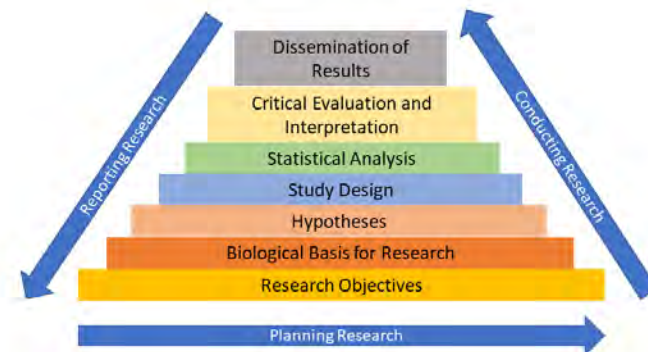 Dissemination of
Results
Critical Evaluation and
Interpretation
Statistical Analysis
Study Design
Hypotheses
Biological Basis for Research
Research Objectives
Reporting Research
Conducting Research
Planning Research